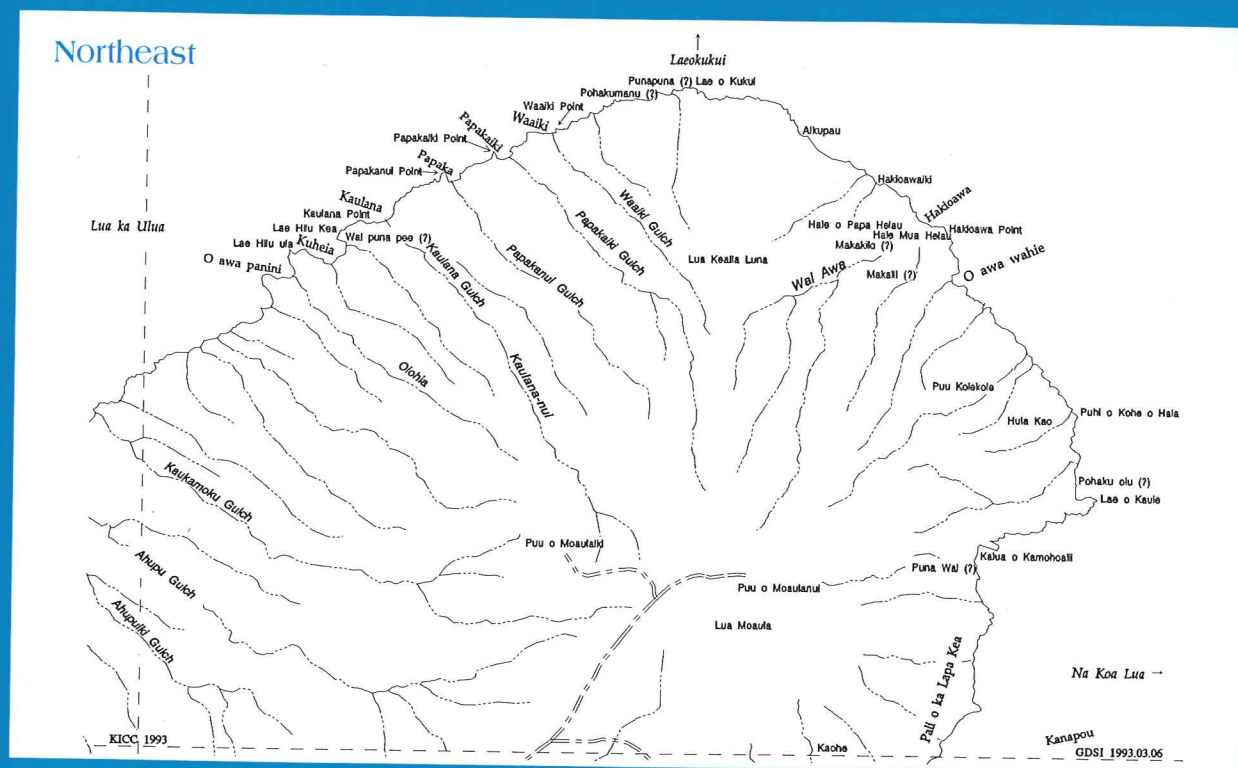 Northeast
Laeokukui
Punapuna (?) Lae o Kukui
Pohakumanu (?)
Waaiki Point
Waaiki
Papakaiki
Papakaiki Point
Papaka
Papakanui Point
Kaulana
Kaulana Point
Lae Hilu Kea
Wai puna pee (?)
Lae Hilu ula
Kuheia
O awa panini
Lua ka Ulua
Aikupau
Hakioawaiki
Hakioawa
Hakioawa Point
Hale o Papa Heiau
Hale Mua Heiau
Makakilo (?)
Makalii (?)
O awa wahie
Wai Awa
Lua Kealia Luna
Waaiki Gulch
Papakaiki Gulch
Papakanui Gulch
Kaulana Gulch
Kaulana-nui
Olohia
Puu Kolekole
Hula Kao
Puhi o Kohe o Hala
Pohaku olu (?)
Lae o Kaule
Kaukamoku Gulch
Ahupu Gulch
Ahupuiki Gulch
Puu o Moaulaiki
Kalua o Kamohoalii
Puna Wai (?)
Puu o Moaulanui
Lua Moaula
Pali o ka Lapa Kea
Na Koa Lua →
Kanapou
Kaohe
KICC 1993
GDSI 1993.03.06